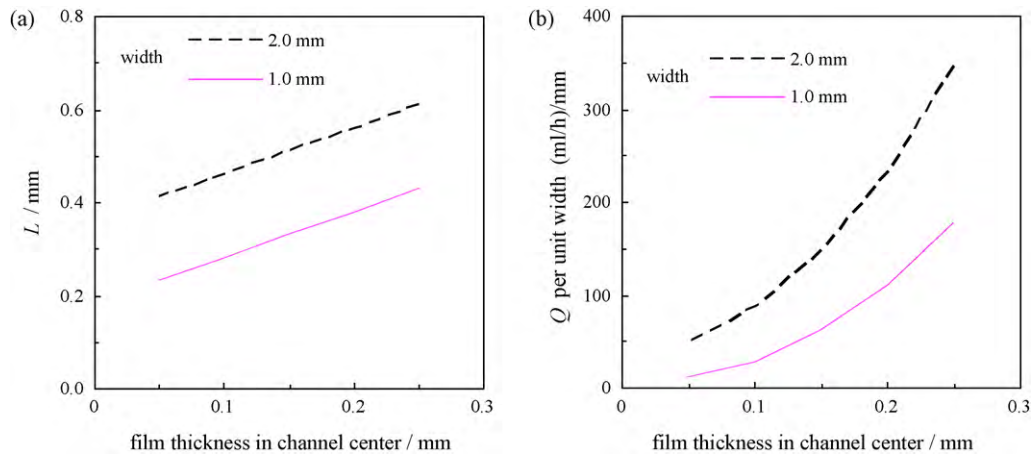 (a)
0.8
0.6
0.4
0.2
0.0
L / mm
width
2.0 mm
1.0 mm
0
0.1
0.2
0.3
film thickness in channel center / mm
(b)
400
300
200
100
0
Q per unit width (ml/h)/mm
width
2.0 mm
1.0 mm
0
0.1
0.2
0.3
film thickness in channel center / mm